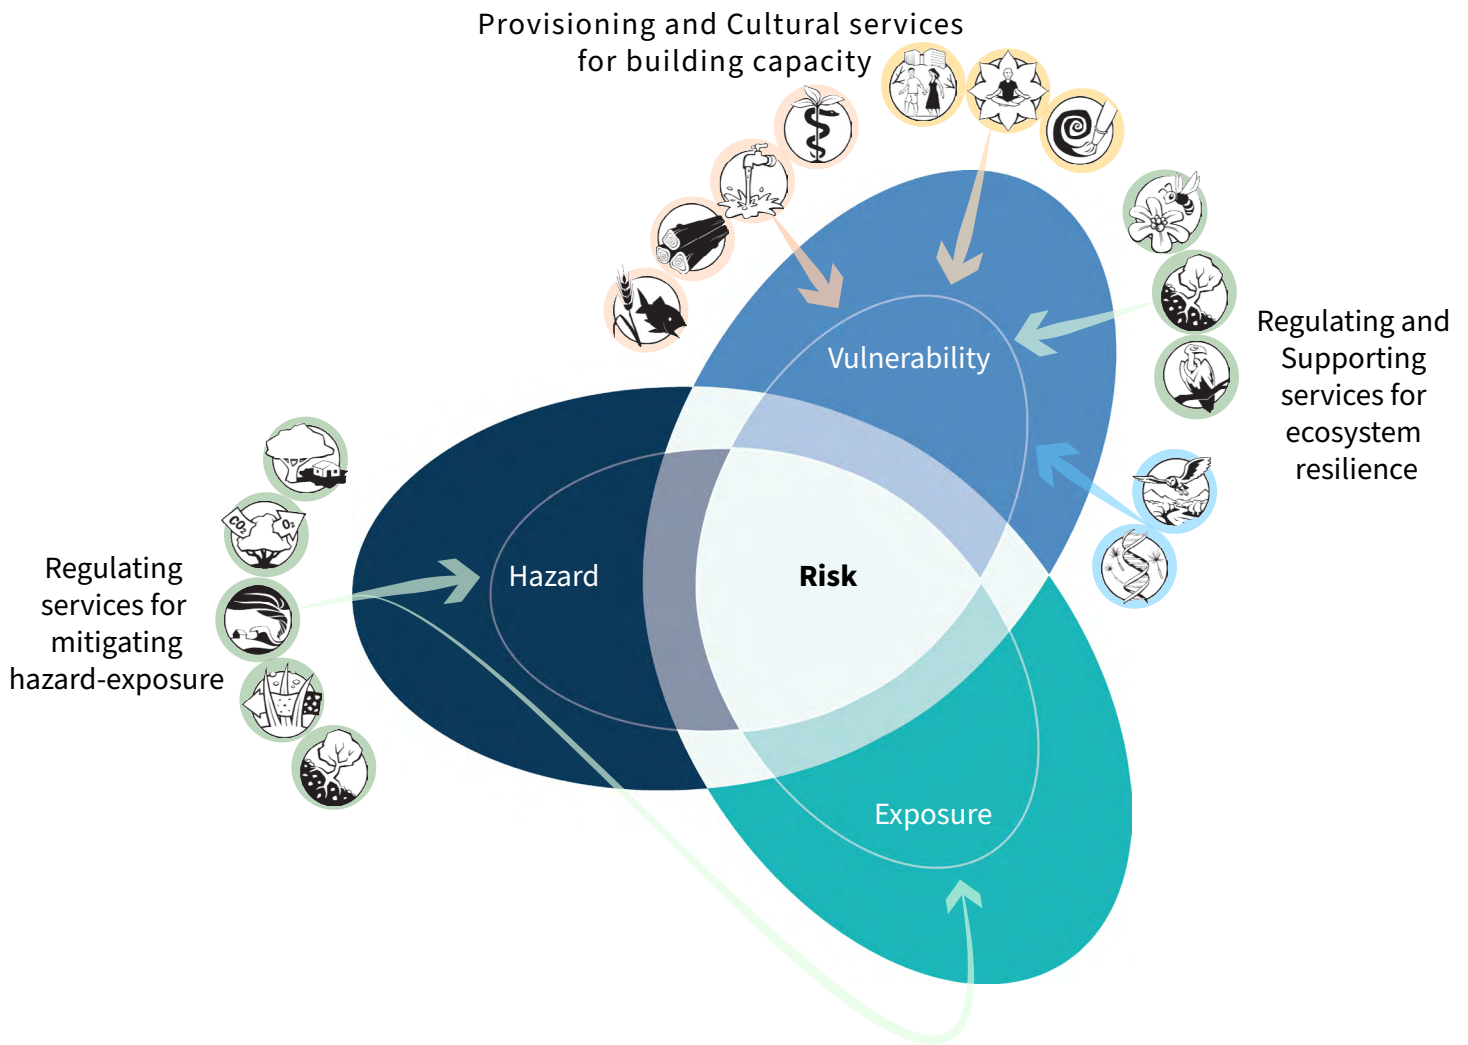 Provisioning and Cultural services
for building capacity
Vulnerability
Regulating and
Supporting
services for
ecosystem
resilience
CO2
O2
Regulating
services for
mitigating
hazard-exposure
Hazard
Risk
Exposure